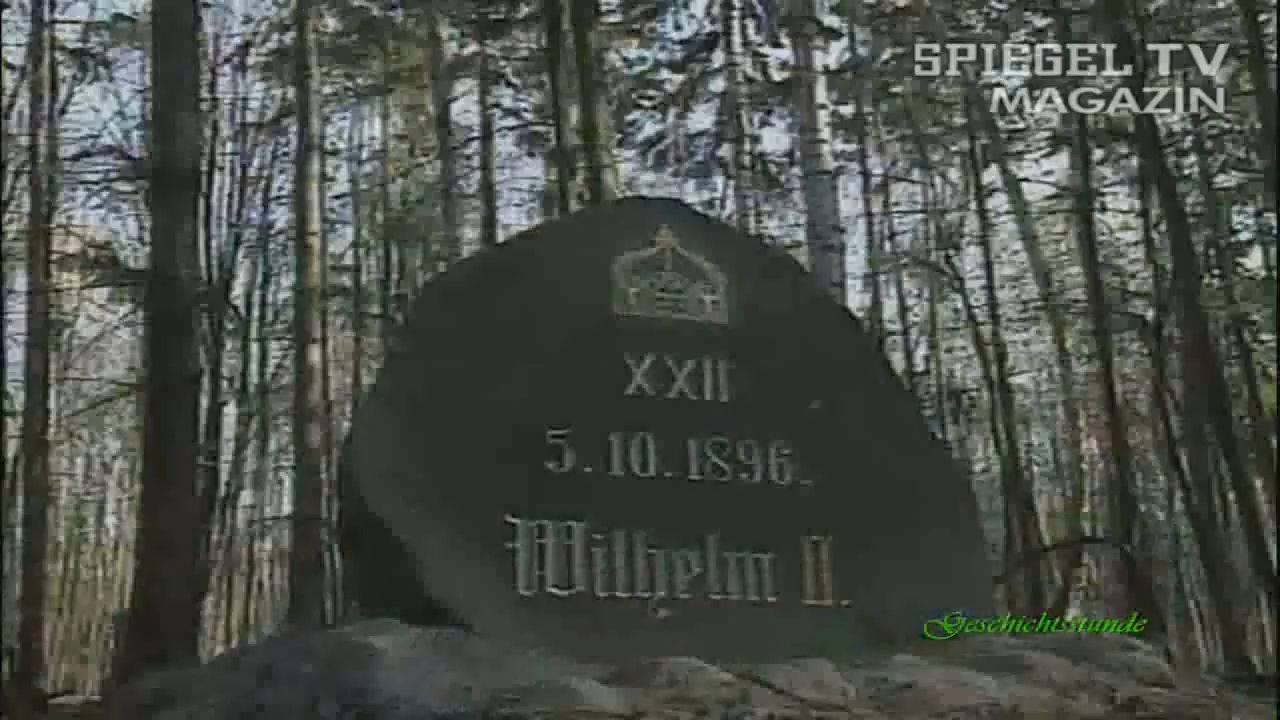 SPIEGEL TV
MAGAZIN
XXII
5.10.1896.
Wilhelm II.
Geschichtsstunde